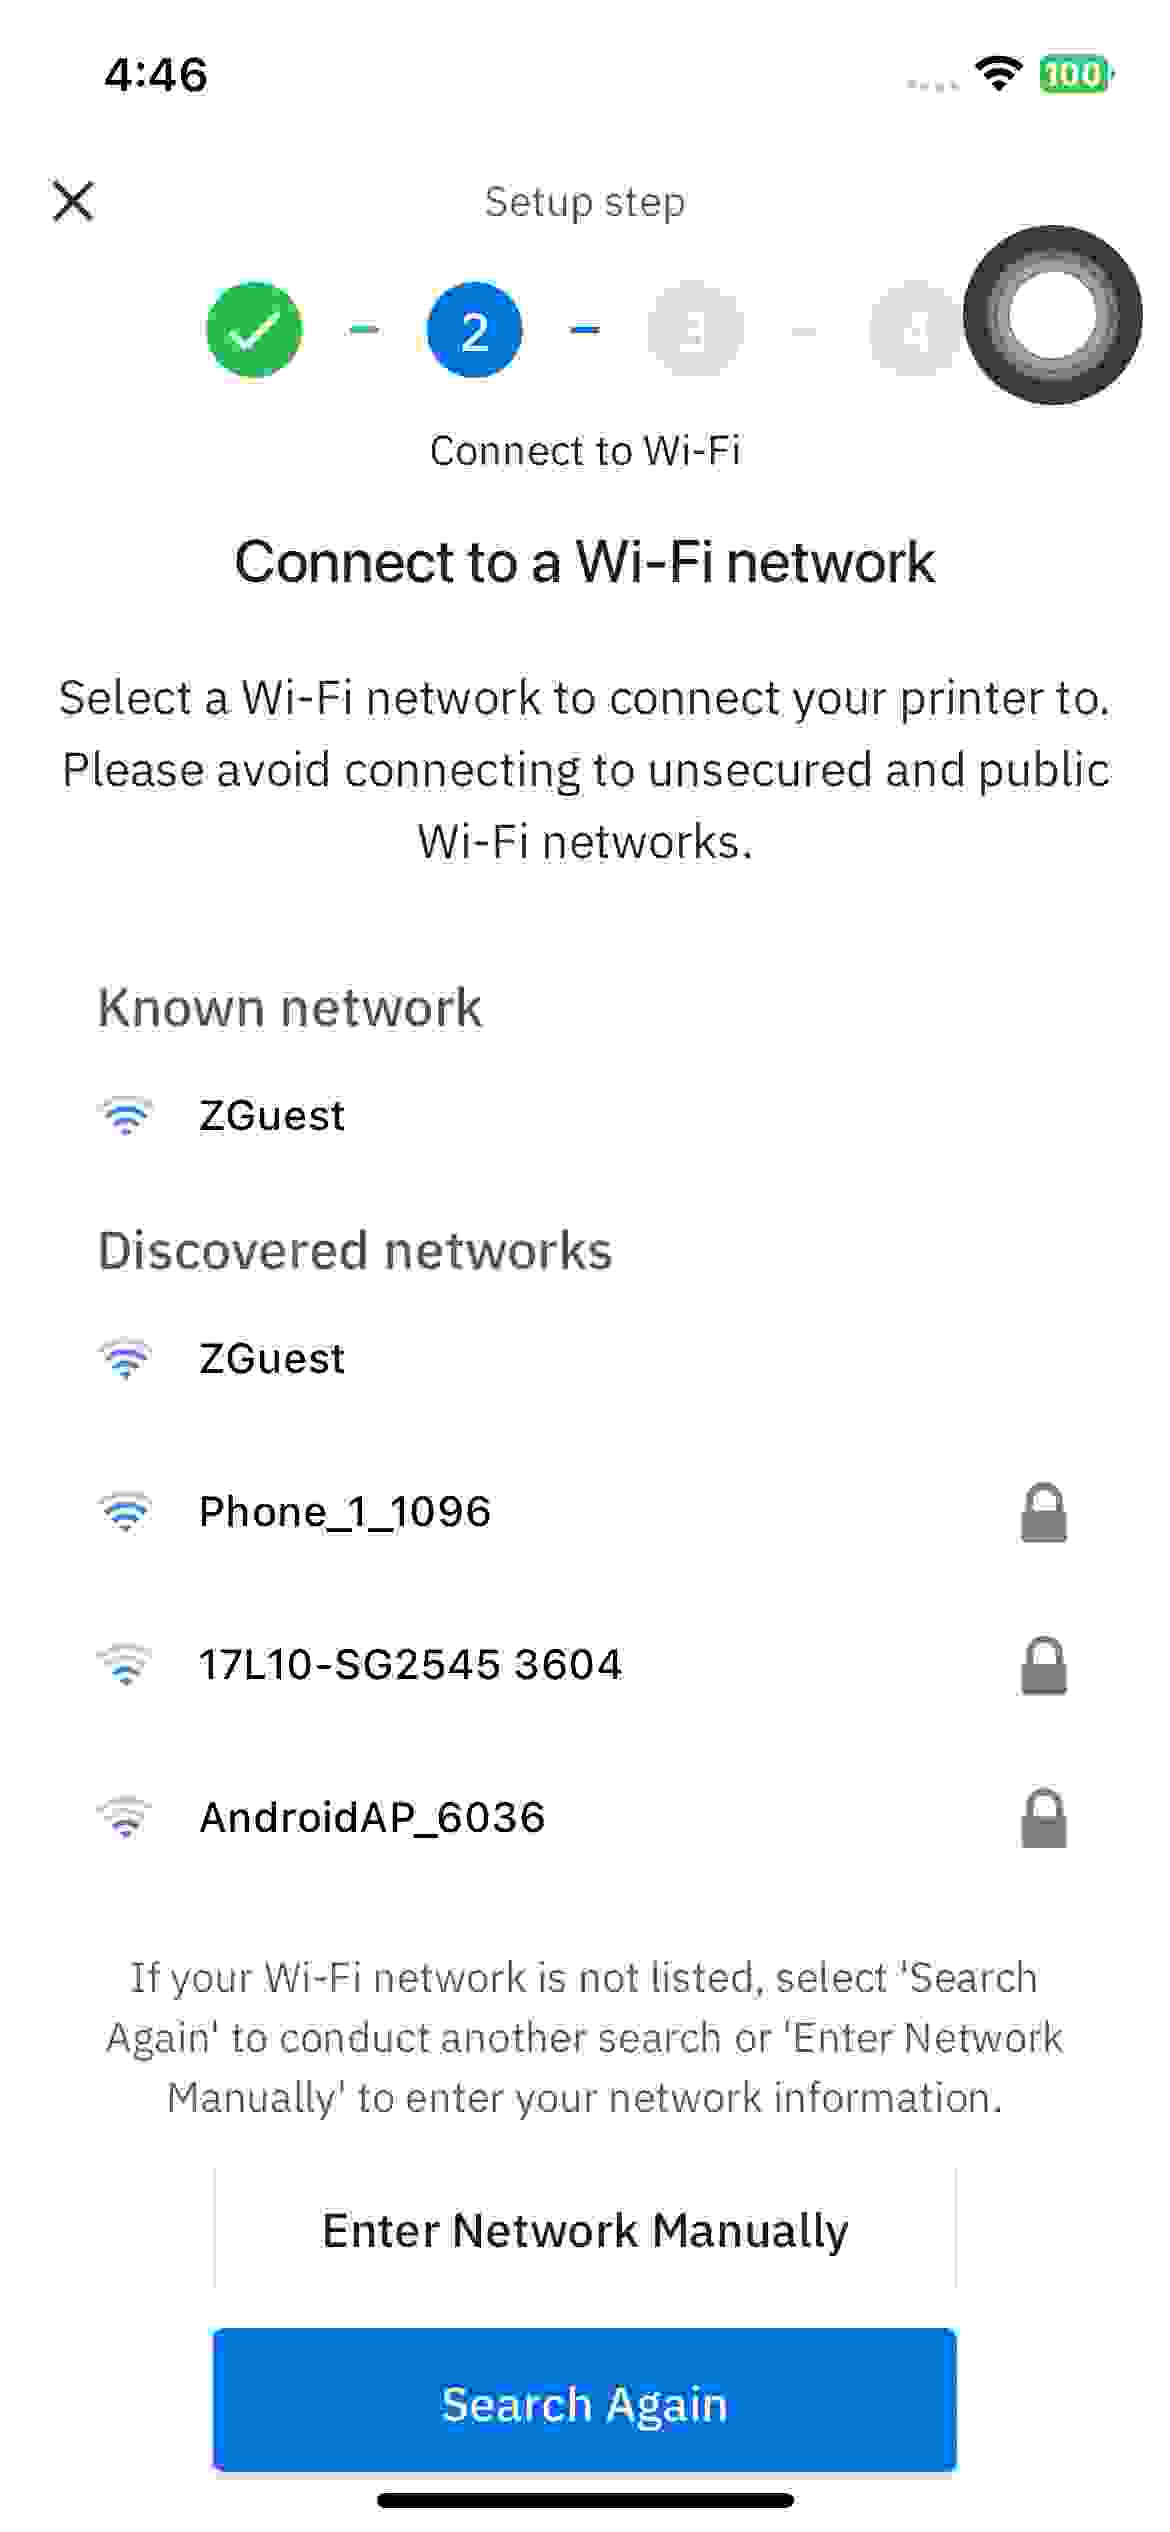 4:46
100
Setup step
2
3
4
Connect to Wi-Fi
Connect to a Wi-Fi network
Select a Wi-Fi network to connect your printer to.
Please avoid connecting to unsecured and public
Wi-Fi networks.
Known network
ZGuest
Discovered networks
ZGuest
Phone_1_1096
17L10-SG2545 3604
AndroidAP_6036
If your Wi-Fi network is not listed, select 'Search
Again' to conduct another search or 'Enter Network
Manually' to enter your network information.
Enter Network Manually
Search Again